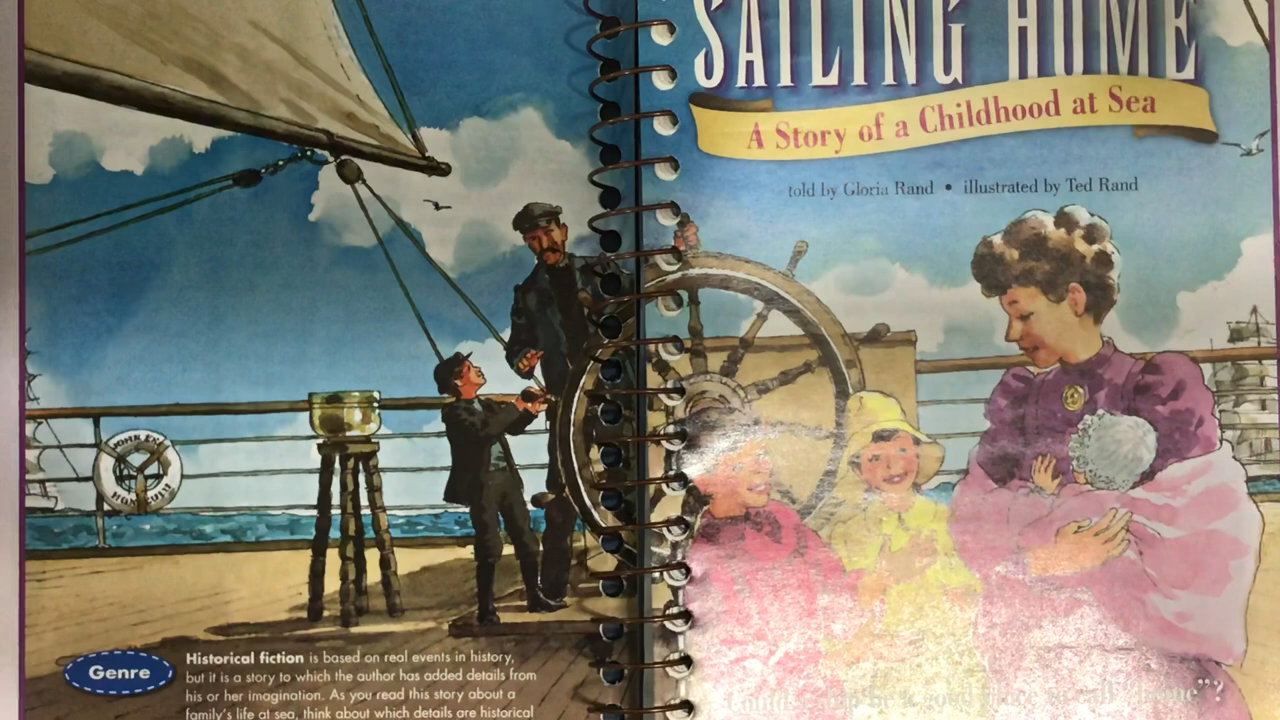 SAILING HOME
A Story of a Childhood at Sea
told by Gloria Rand • illustrated by Ted Rand
Genre
Historical fiction is based on real events in history,
but it is a story to which the author has added details from
his or her imagination. As you read this story about a
family's life at sea, think about which details are historical